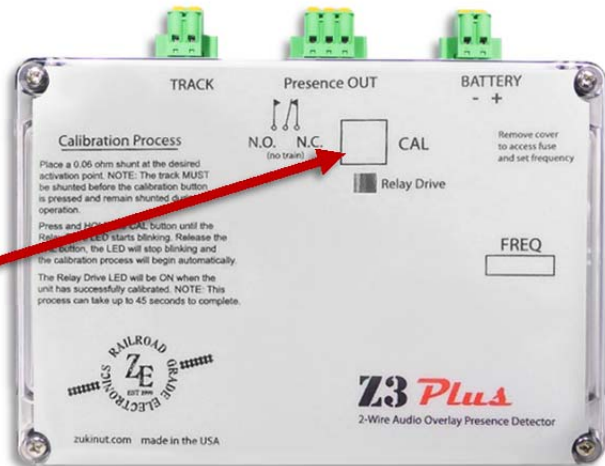 TRACK
Presence OUT
BATTERY
- +
Calibration Process
Place a 0.06 ohm shunt at the desired
activation point. NOTE: The track MUST
be shunted before the calibration button
is pressed and remain shunted during
operation.
Press and HOLD CAL button until the
Relay LED starts blinking. Release the
button, the LED will stop blinking and
the calibration process will begin automatically.
The Relay Drive LED will be ON when the
unit has successfully calibrated. NOTE: This
process can take up to 45 seconds to complete.
N.O. N.C.
(no train)
CAL
Relay Drive
Remove cover
to access fuse
and set frequency
FREQ
RAILROAD
GRADE ELECTRONICS
ZE
EST 1999
zukinut.com made in the USA
Z3 Plus
2-Wire Audio Overlay Presence Detector